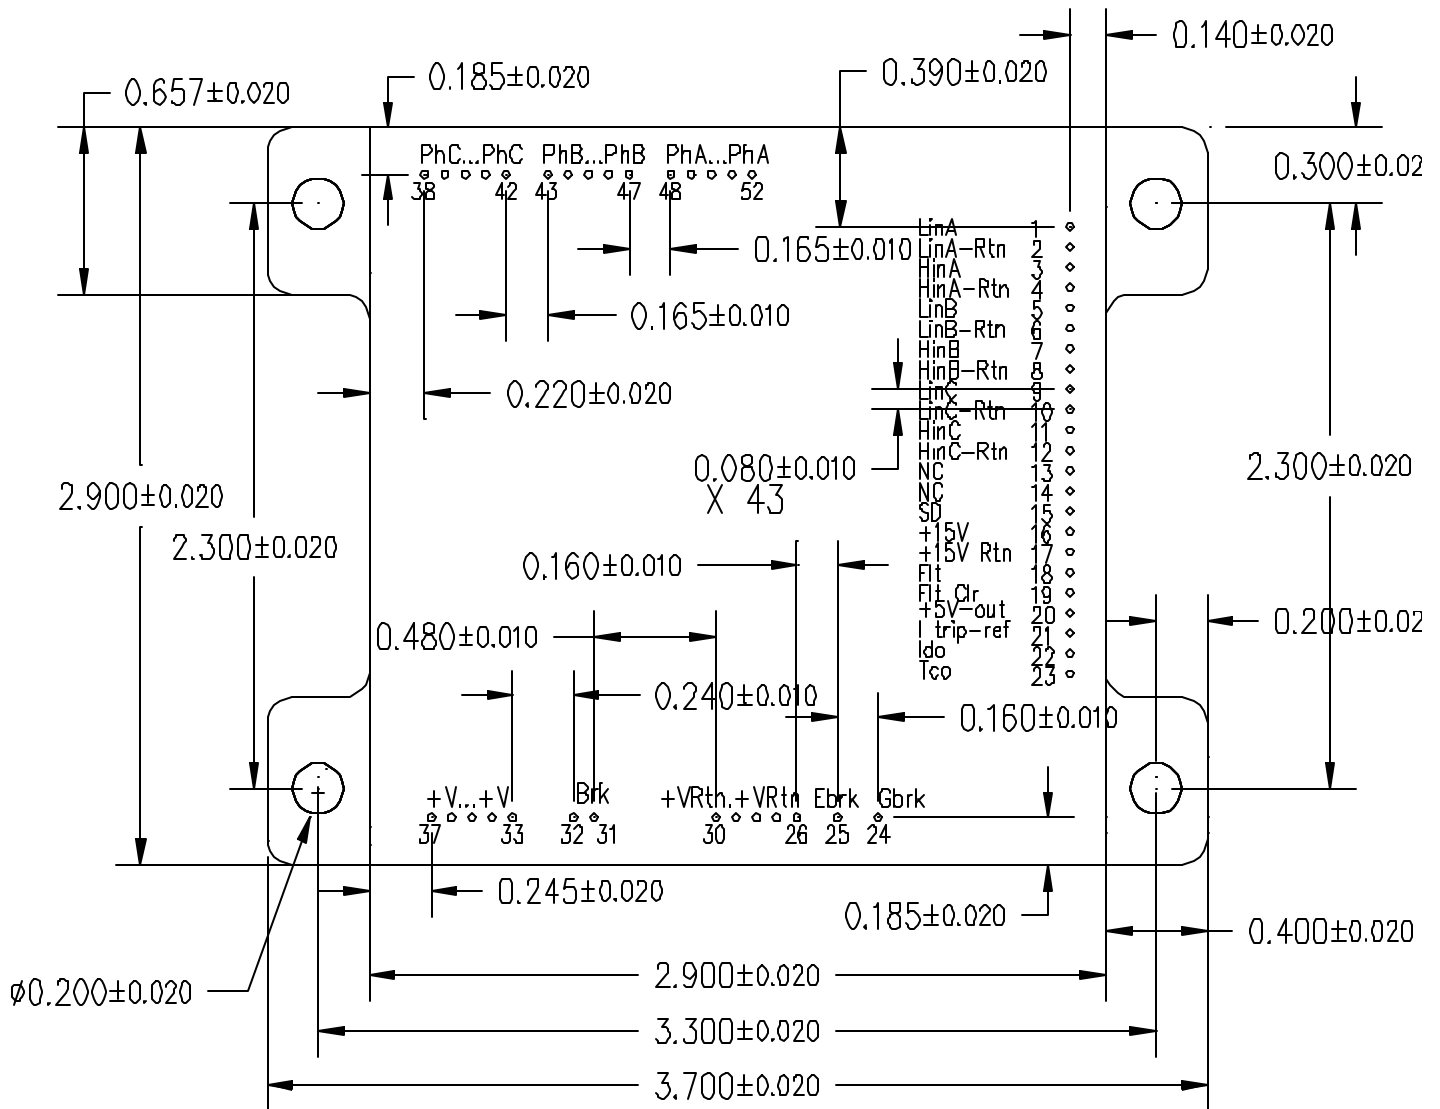 0.140±0.020
0.185±0.020
0.390±0.020
0.657±0.020
PhC...PhC PhB...PhB PhA...PhA
38 42 43 47 48 52
0.300±0.02
0.165±0.010
0.165±0.010
0.220±0.020
LinA 1
LinA-Rtn 2
HinA 3
HinA-Rtn 4
LinB 5
LinB-Rtn 6
HinB 7
HinB-Rtn 8
LinC 9
LinC-Rtn 10
HinC 11
HinC-Rtn 12
NC 13
NC 14
SD 15
+15V 16
+15V Rtn 17
Flt 18
Flt Clr 19
+5V-out 20
I trip-ref 21
Ido 22
Tco 23
0.080±0.010
X 43
2.300±0.020
2.900±0.020
2.300±0.020
0.160±0.010
0.480±0.010
0.200±0.02
0.240±0.010
0.160±0.010
+V...+V Brk +VRtn.+VRtn Ebrk Gbrk
37 33 32 31 30 26 25 24
0.245±0.020
0.185±0.020
0.400±0.020
ø0.200±0.020
2.900±0.020
3.300±0.020
3.700±0.020